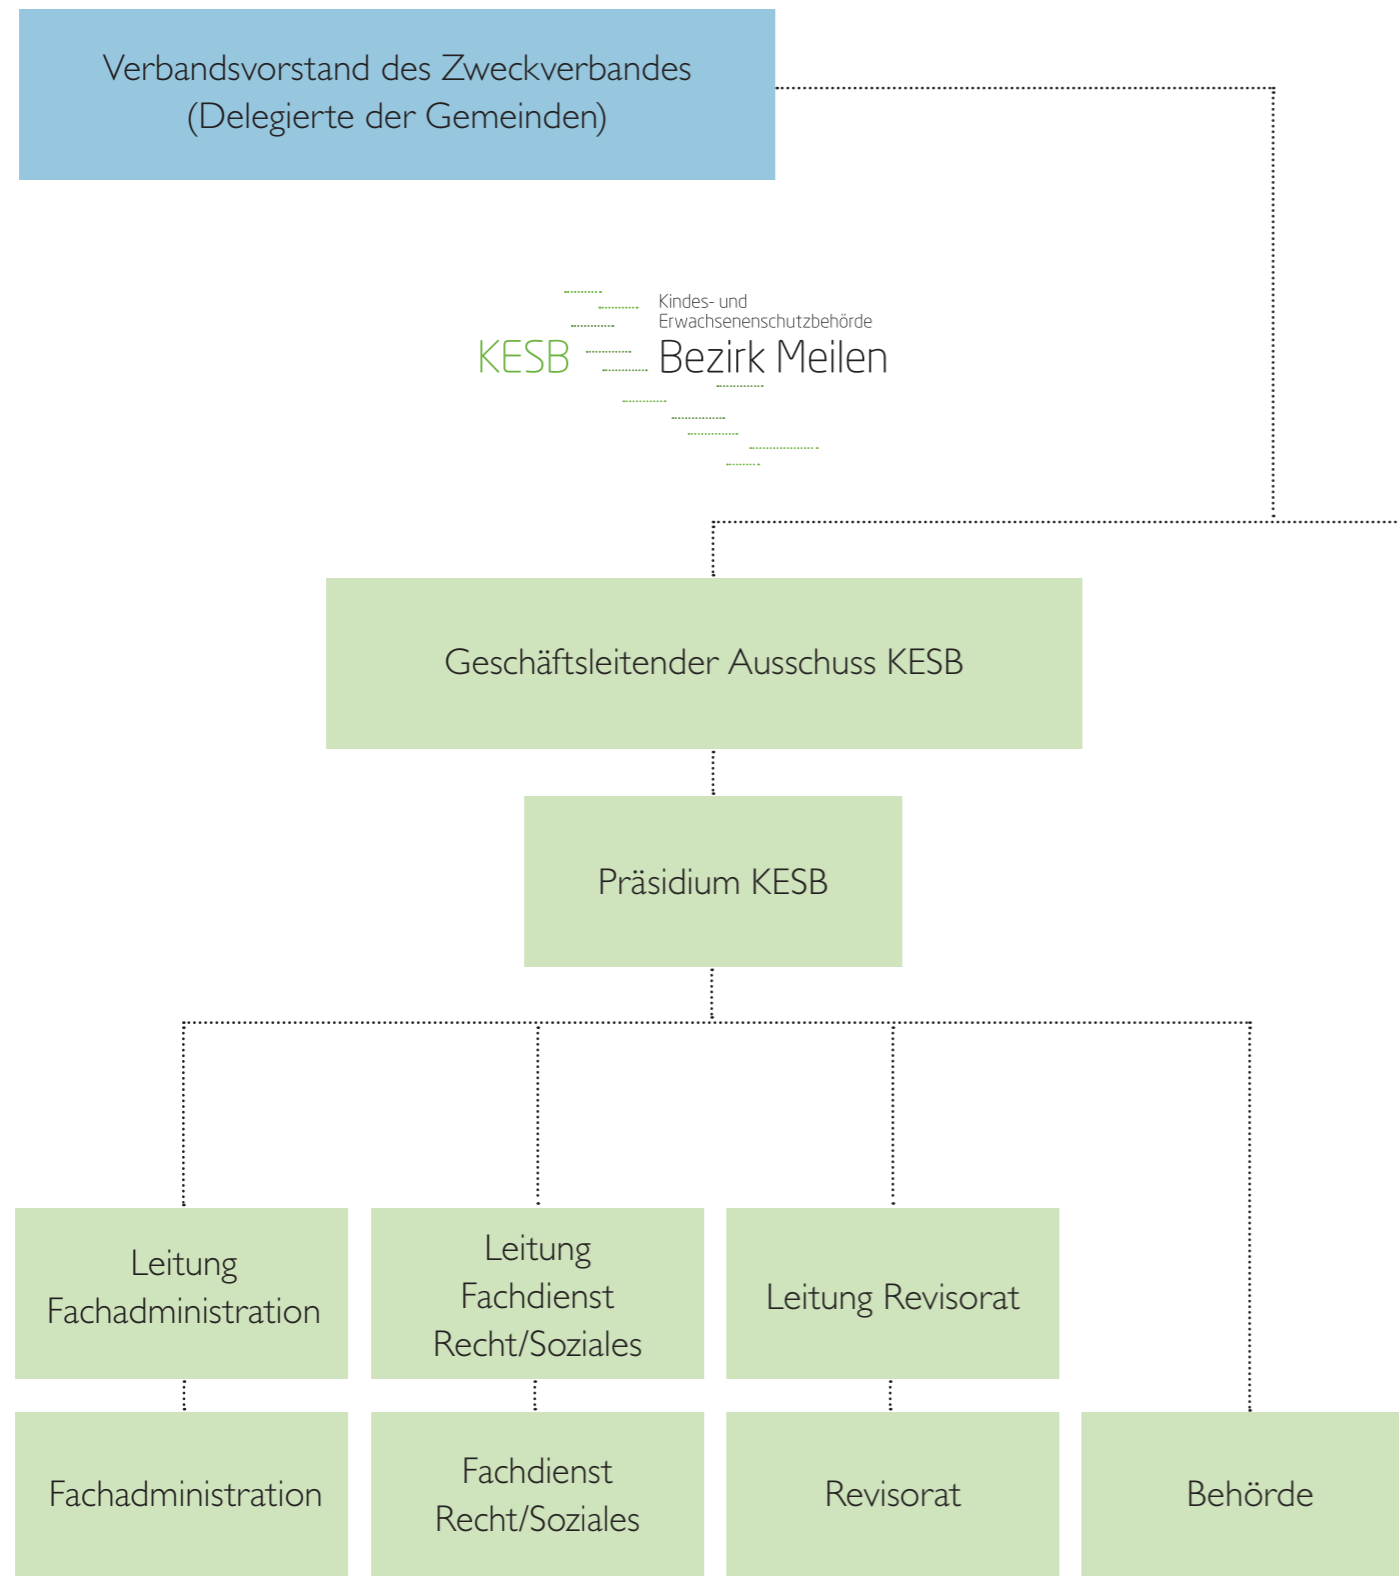 Verbandsvorstand des Zweckverbandes
(Delegierte der Gemeinden)
Kindes- und
Erwachsenenschutzbehörde
KESB Bezirk Meilen
Geschäftsleitender Ausschuss KESB
Präsidium KESB
Leitung
Fachadministration
Leitung
Fachdienst
Recht/Soziales
Leitung Revisorat
Fachadministration
Fachdienst
Recht/Soziales
Revisorat
Behörde